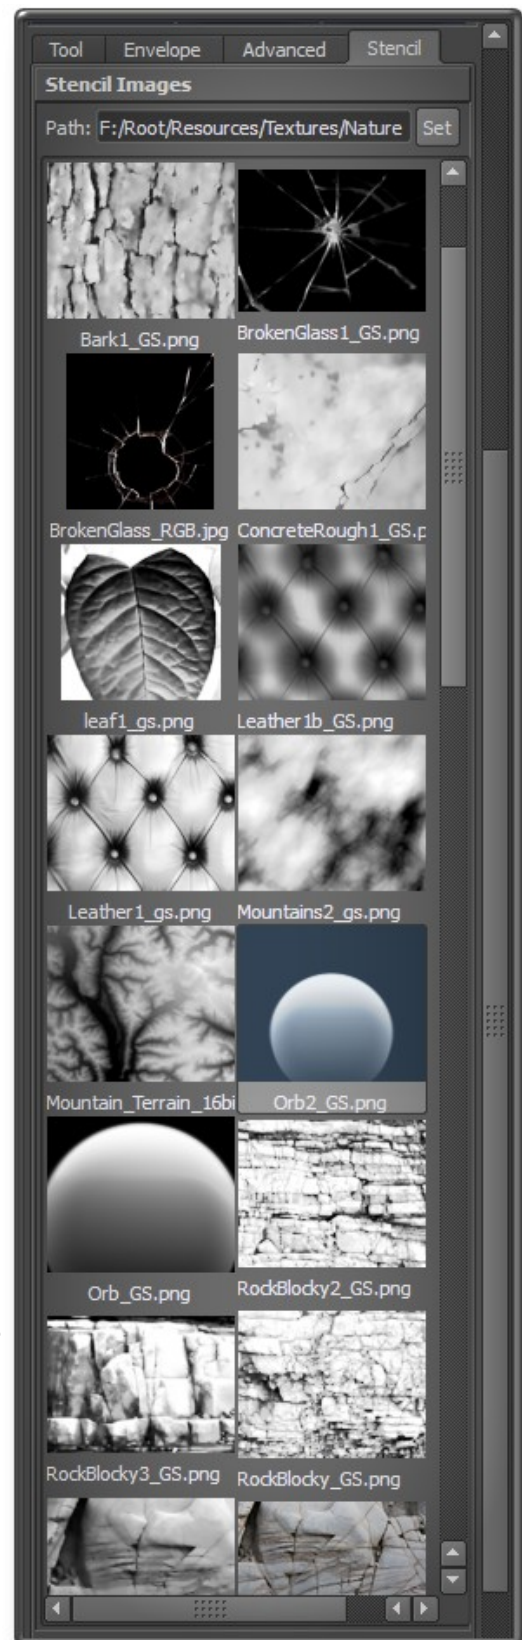 Tool Envelope Advanced Stencil
Stencil Images
Path: F:/Root/Resources/Textures/Nature Set
Bark1_GS.png BrokenGlass1_GS.png
BrokenGlass_RGB.jpg ConcreteRough1_GS.p
leaf1_gs.png Leather1b_GS.png
Leather1_gs.png Mountains2_gs.png
Mountain_Terrain_16bi Orb2_GS.png
Orb_GS.png RockBlocky2_GS.png
RockBlocky3_GS.png RockBlocky_GS.png